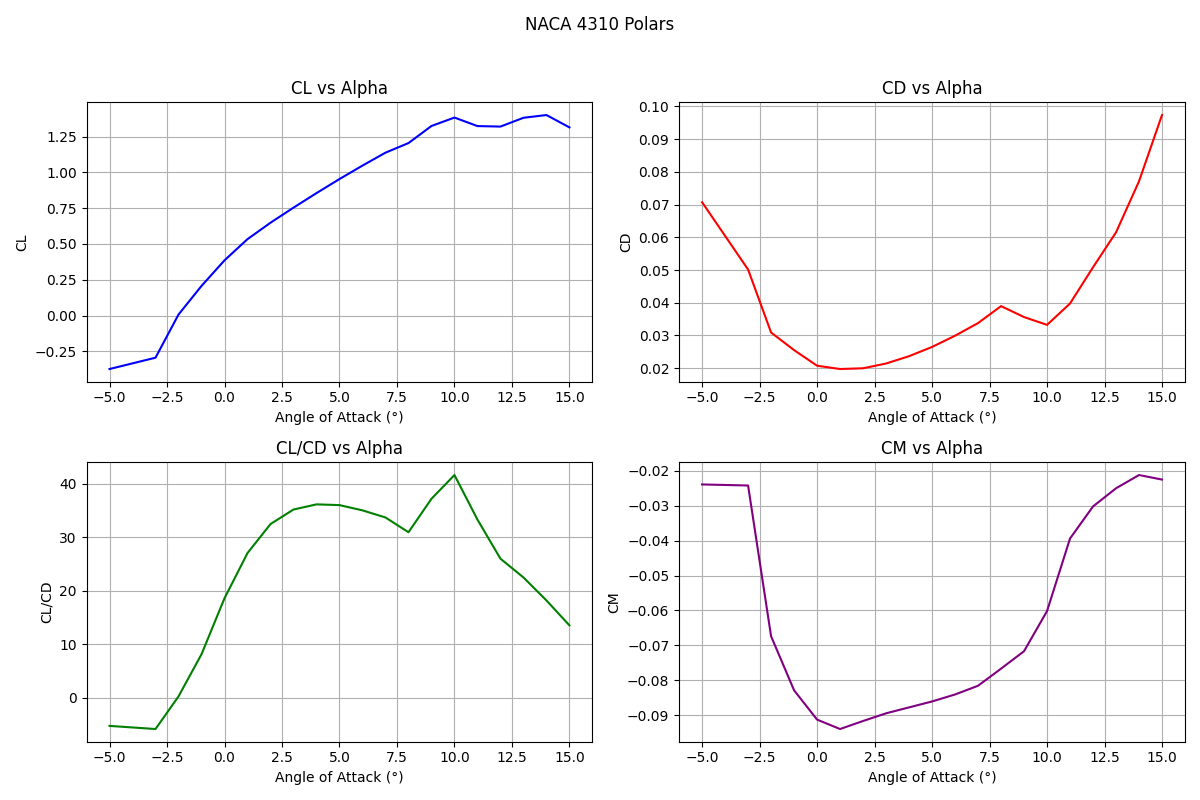 NACA 4310 Polars
CL vs Alpha
1.25
1.00
0.75
0.50
0.25
0.00
−0.25
CL
−5.0 −2.5 0.0 2.5 5.0 7.5 10.0 12.5 15.0
Angle of Attack (°)
CD vs Alpha
0.10
0.09
0.08
0.07
0.06
0.05
0.04
0.03
0.02
CD
−5.0 −2.5 0.0 2.5 5.0 7.5 10.0 12.5 15.0
Angle of Attack (°)
CL/CD vs Alpha
40
30
20
10
0
CL/CD
−5.0 −2.5 0.0 2.5 5.0 7.5 10.0 12.5 15.0
Angle of Attack (°)
CM vs Alpha
−0.02
−0.03
−0.04
−0.05
−0.06
−0.07
−0.08
−0.09
CM
−5.0 −2.5 0.0 2.5 5.0 7.5 10.0 12.5 15.0
Angle of Attack (°)